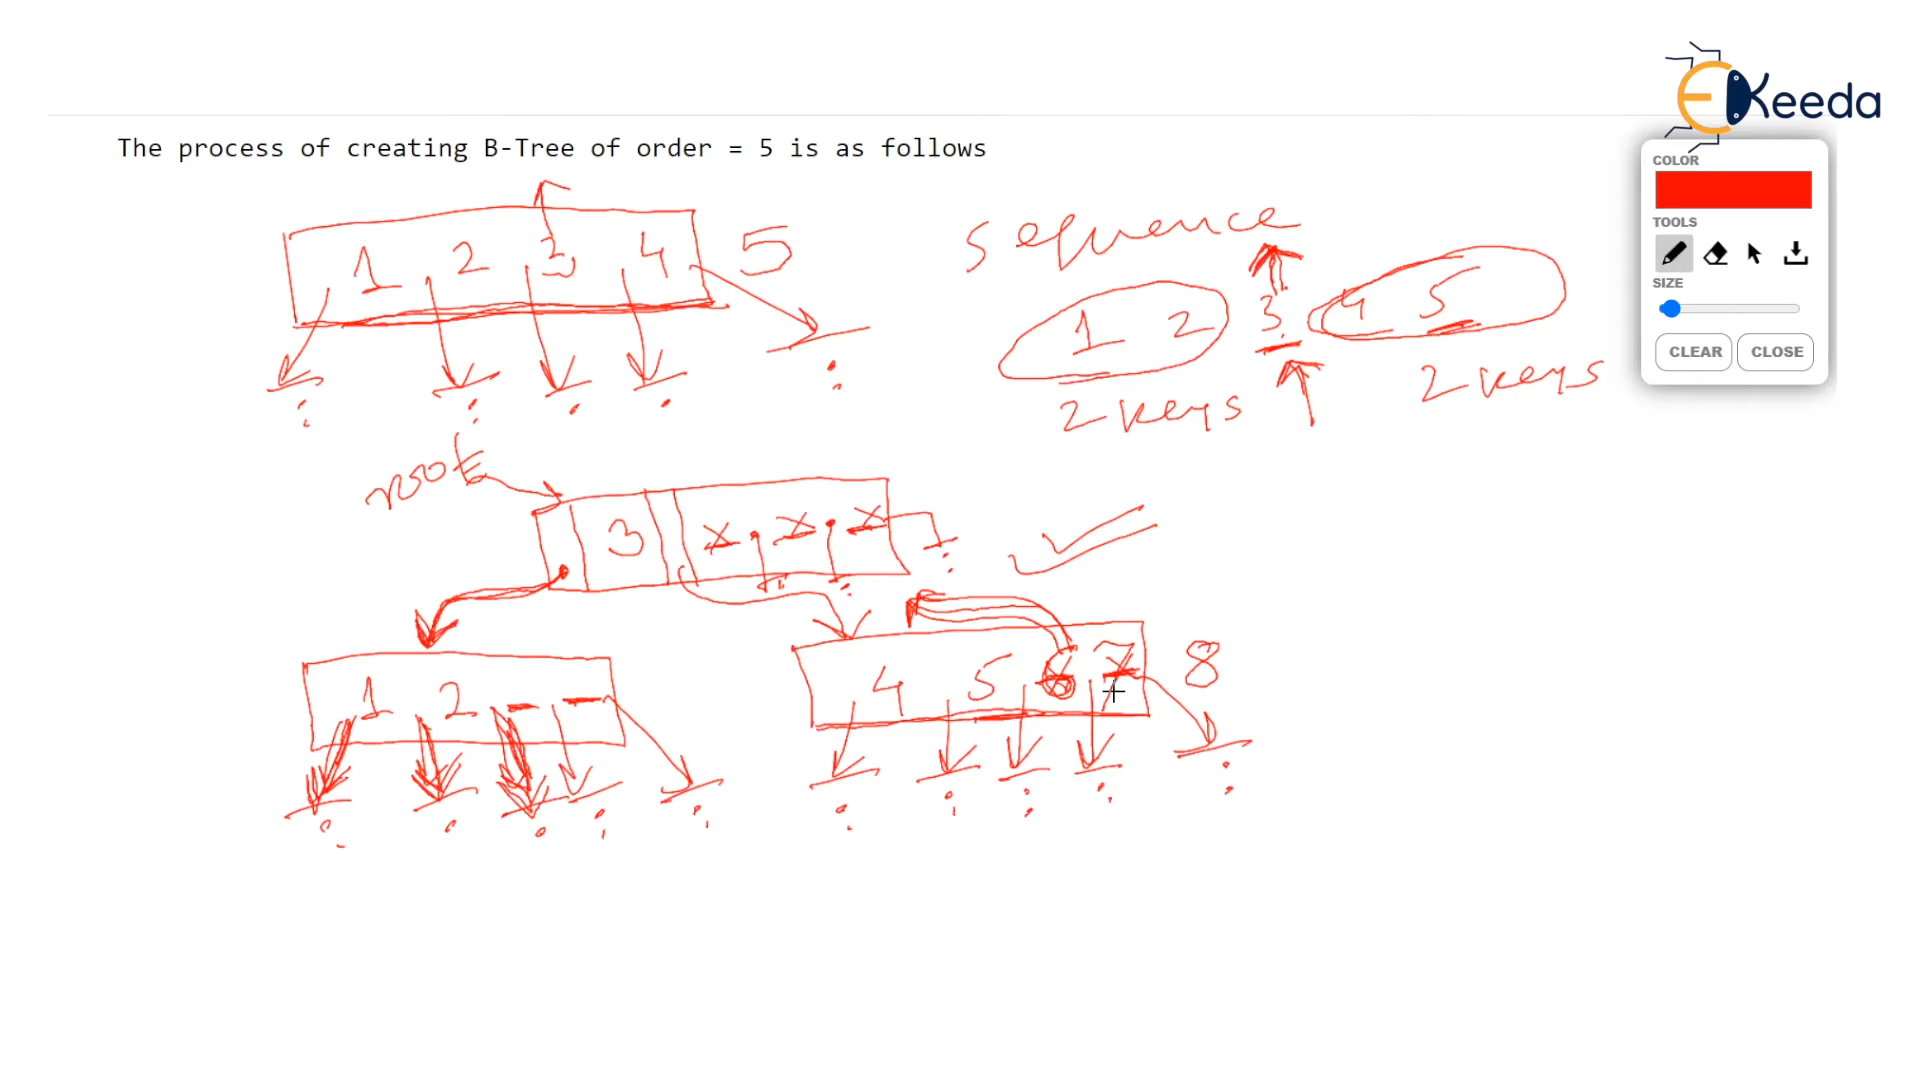 Keeda
The process of creating B-Tree of order = 5 is as follows
COLOR
TOOLS
SIZE
CLEAR CLOSE
1 2 3 4 5
sequence
1 2 3 4 5
2 keys 2 keys
root
3 x x x
1 2 - -
4 5 6 7 8